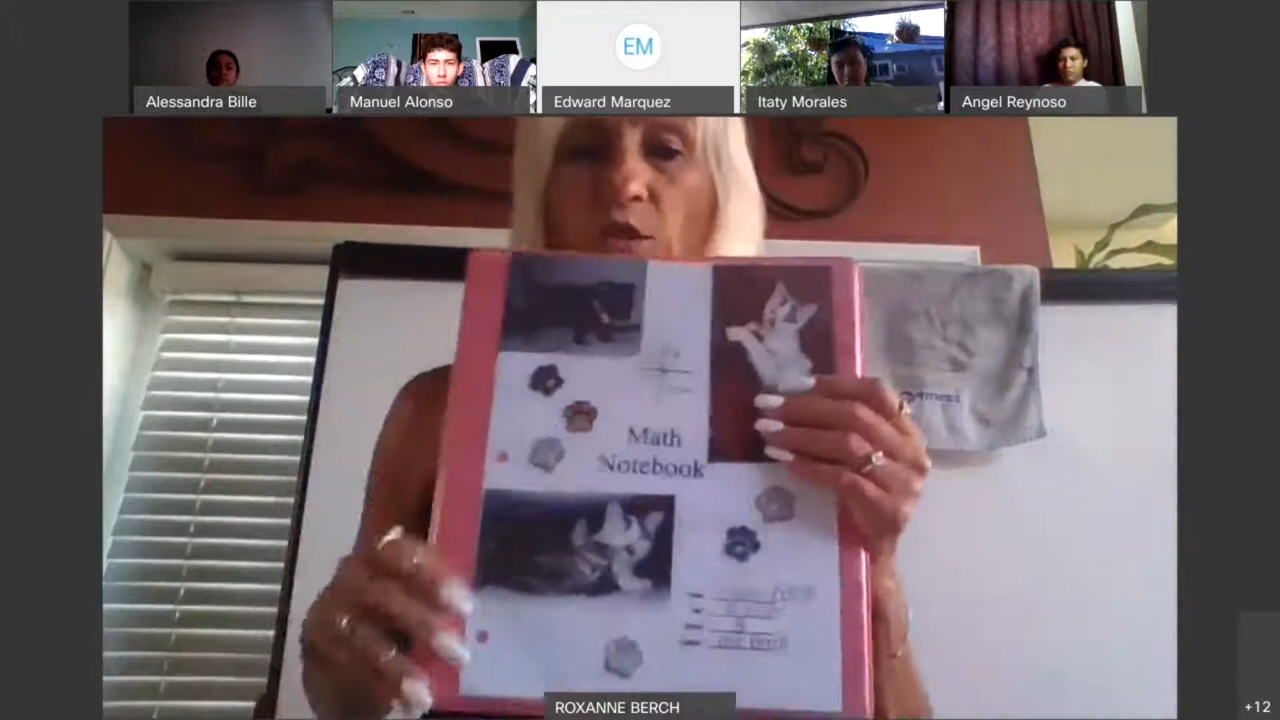 EM
Alessandra Bille
Manuel Alonso
Edward Marquez
Itaty Morales
Angel Reynoso
Math
Notebook
ROXANNE BERCH
+12